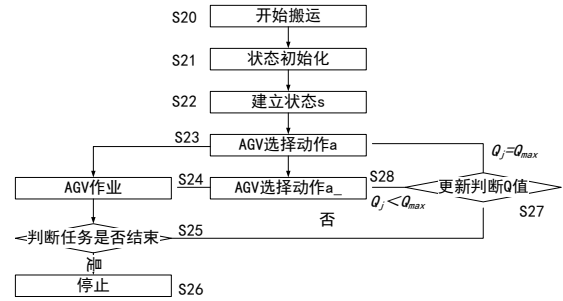 S20 开始搬运
S21 状态初始化
S22 建立状态s
S23 AGV选择动作a
Qj=Qmax
AGV作业 S24 AGV选择动作a_ S28 更新判断Q值
Qj<Qmax
S27
否
判断任务是否结束 S25
是
停止 S26